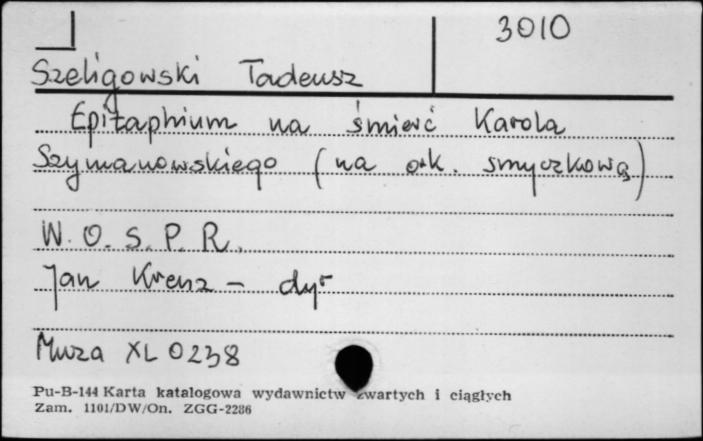 3010
Szeligowski Tadeusz
Epitaphium na śmierć Karola
Szymanowskiego (na ork. smyczkową)
W. O. S. P. R.
Jan Krenz - dyr
Muza XL 0238
Pu-B-144 Karta katalogowa wydawnictw zwartych i ciągłych
Zam. 1101/DW/On. ZGG-2286